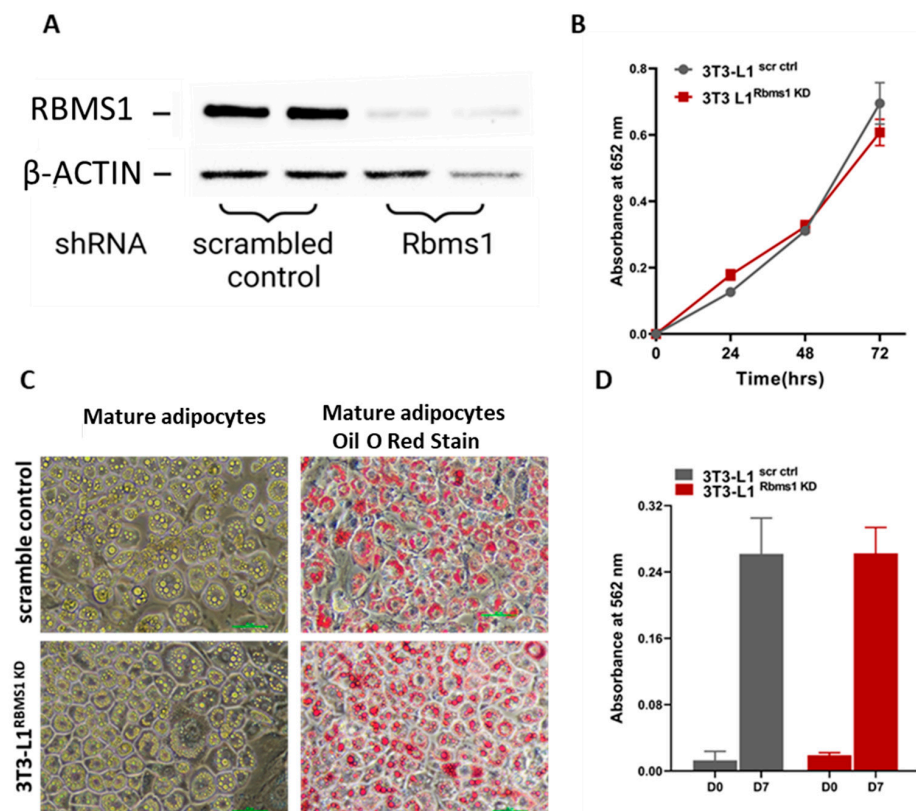 A
RBMS1
β-ACTIN
shRNA
scrambled
control
Rbms1
B
3T3-L1 scr ctrl
3T3 L1 Rbms1 KD
Absorbance at 652 nm
0.8
0.6
0.4
0.2
0.0
0
24
48
72
Time(hrs)
C
Mature adipocytes
Mature adipocytes
Oil O Red Stain
scramble control
3T3-L1 RBMS1 KD
D
3T3-L1 scr ctrl
3T3-L1 Rbms1 KD
Absorbance at 562 nm
0.32
0.24
0.16
0.08
0.00
D0
D7
D0
D7